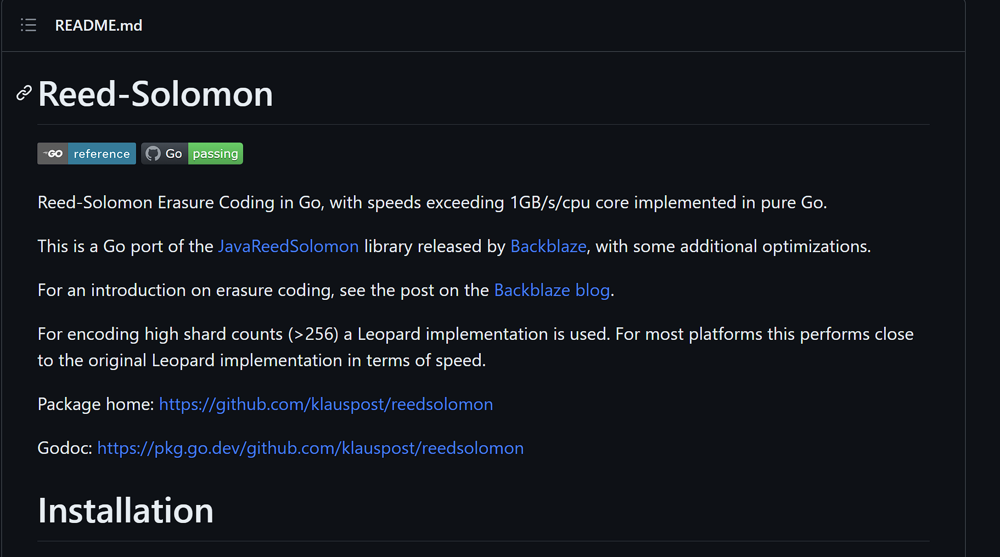 README.md
Reed-Solomon
GO reference Go passing
Reed-Solomon Erasure Coding in Go, with speeds exceeding 1GB/s/cpu core implemented in pure Go.
This is a Go port of the JavaReedSolomon library released by Backblaze, with some additional optimizations.
For an introduction on erasure coding, see the post on the Backblaze blog.
For encoding high shard counts (>256) a Leopard implementation is used. For most platforms this performs close
to the original Leopard implementation in terms of speed.
Package home: https://github.com/klauspost/reedsolomon
Godoc: https://pkg.go.dev/github.com/klauspost/reedsolomon
Installation